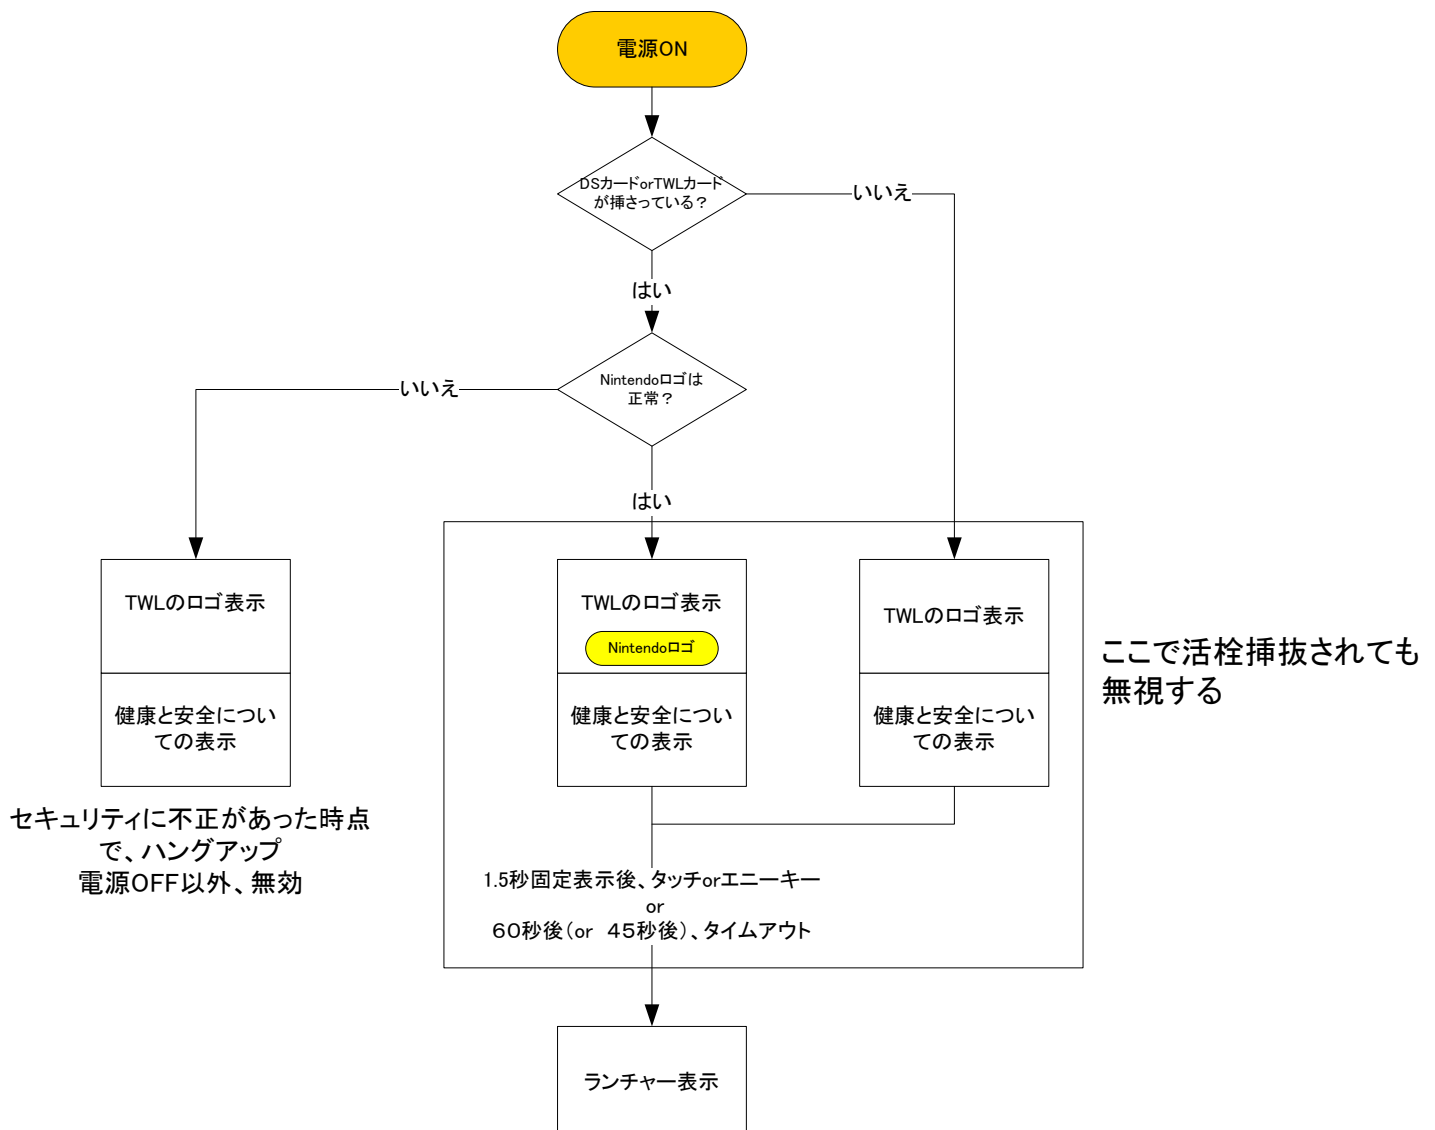 電源ON
DSカードorTWLカード
が挿さっている？
いいえ
はい
Nintendoロゴは
正常？
いいえ
はい
TWLのロゴ表示
健康と安全につい
ての表示
セキュリティに不正があった時点
で、ハングアップ
電源OFF以外、無効
TWLのロゴ表示
Nintendoロゴ
健康と安全につい
ての表示
TWLのロゴ表示
健康と安全につい
ての表示
ここで活栓挿抜されても
無視する
1.5秒固定表示後、タッチorエニーキー
or
６０秒後（or　４５秒後）、タイムアウト
ランチャー表示